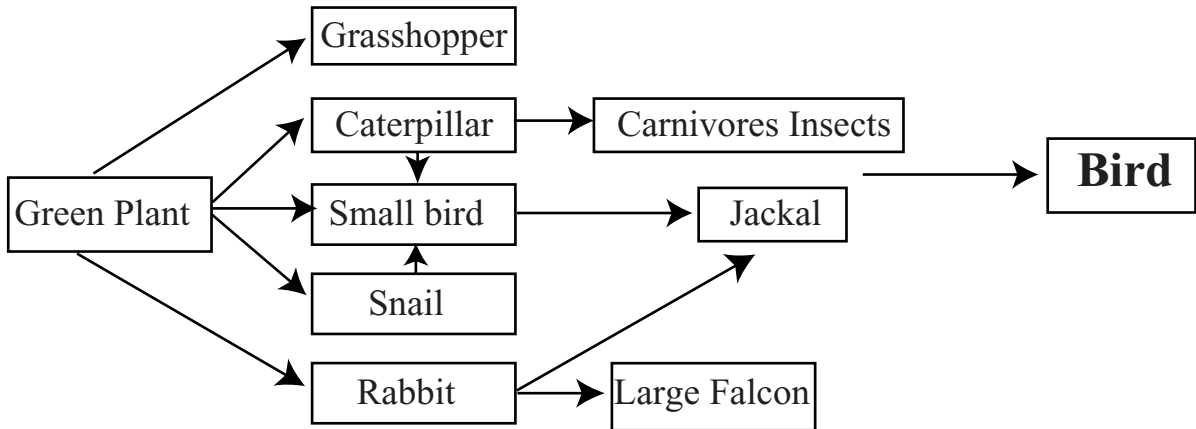 Grasshopper
Caterpillar
Carnivores Insects
Bird
Green Plant
Small bird
Jackal
Snail
Rabbit
Large Falcon